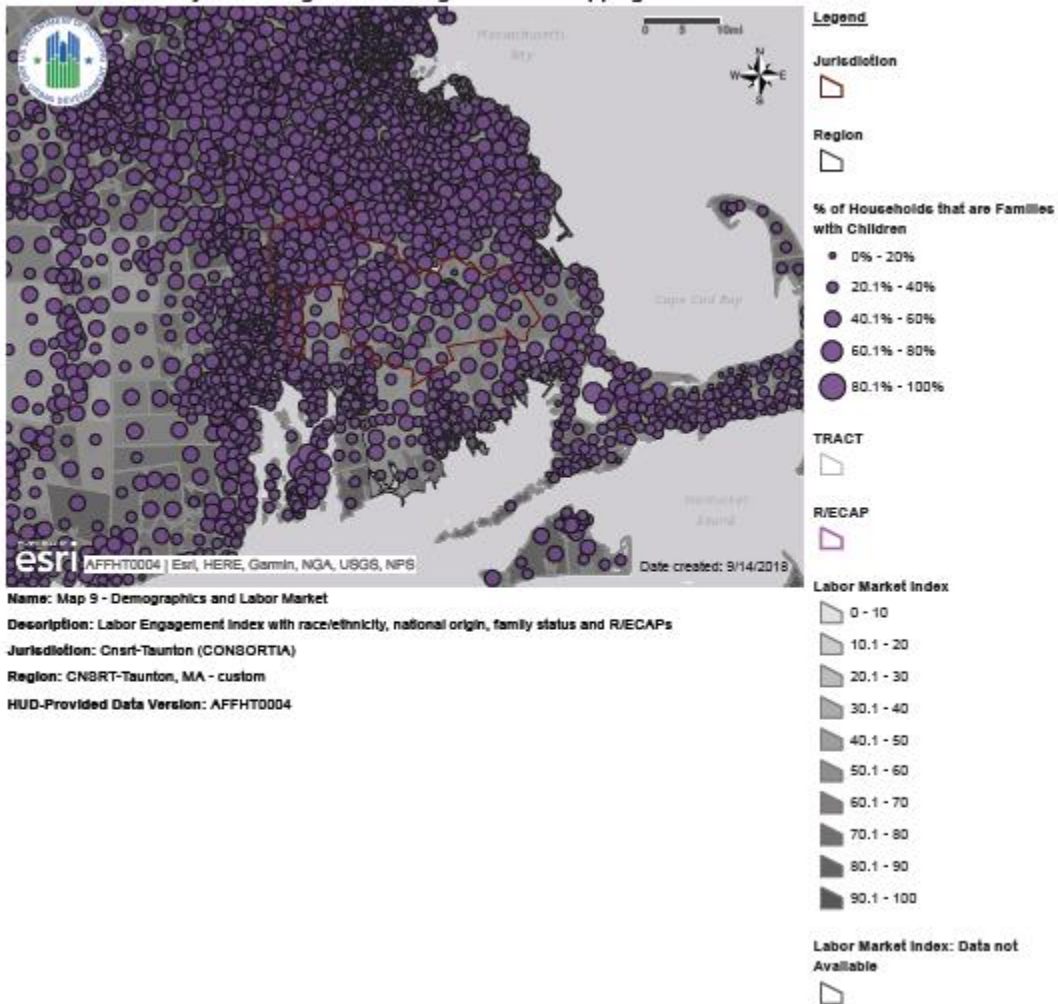 Massachusetts
Bay
0 5 10mi
N
W E
S
Cape Cod Bay
Nantucket
Sound
esri AFFHT0004 | Esri, HERE, Garmin, NGA, USGS, NPS
Date created: 9/14/2018
Name: Map 9 - Demographics and Labor Market
Description: Labor Engagement Index with race/ethnicity, national origin, family status and R/ECAPs
Jurisdiction: Cnsrt-Taunton (CONSORTIA)
Region: CNSRT-Taunton, MA - custom
HUD-Provided Data Version: AFFHT0004
Legend
Jurisdiction
Region
% of Households that are Families
with Children
0% - 20%
20.1% - 40%
40.1% - 60%
60.1% - 80%
80.1% - 100%
TRACT
R/ECAP
Labor Market Index
0 - 10
10.1 - 20
20.1 - 30
30.1 - 40
40.1 - 50
50.1 - 60
60.1 - 70
70.1 - 80
80.1 - 90
90.1 - 100
Labor Market Index: Data not
Available